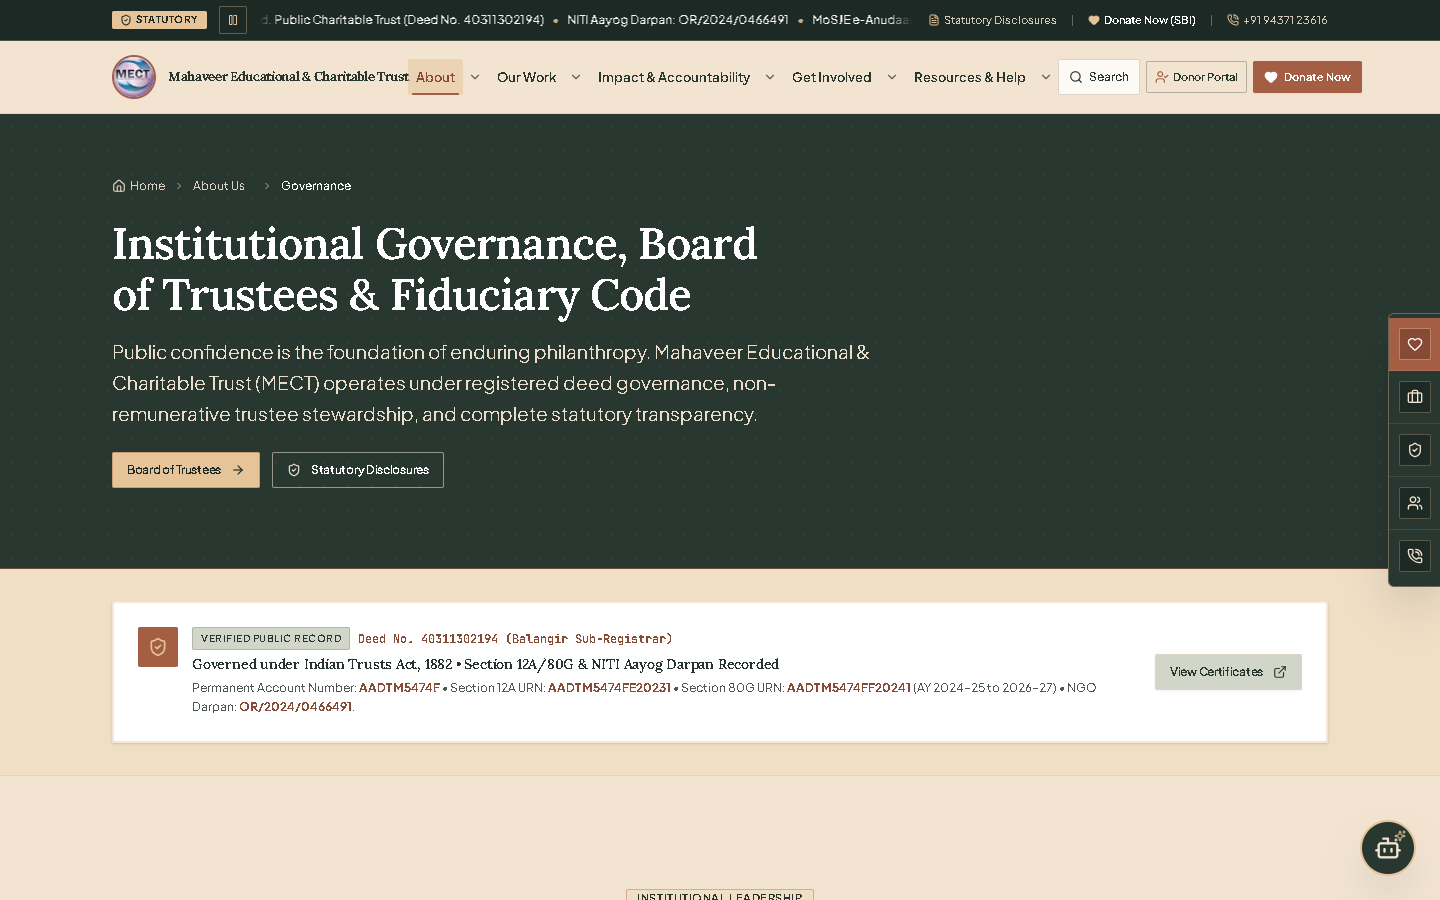 STATUTORY
. Public Charitable Trust (Deed No. 40311302194) • NITI Aayog Darpan: OR/2024/0466491 • MoSJE e-Anudaa
Statutory Disclosures
Donate Now (SBI)
+91 94371 23616
MECT
Mahaveer Educational & Charitable Trust
About
Our Work
Impact & Accountability
Get Involved
Resources & Help
Search
Donor Portal
Donate Now
Home
About Us
Governance
Institutional Governance, Board
of Trustees & Fiduciary Code
Public confidence is the foundation of enduring philanthropy. Mahaveer Educational &
Charitable Trust (MECT) operates under registered deed governance, non-
remunerative trustee stewardship, and complete statutory transparency.
Board of Trustees
Statutory Disclosures
VERIFIED PUBLIC RECORD
Deed No. 40311302194 (Balangir Sub-Registrar)
Governed under Indian Trusts Act, 1882 • Section 12A/80G & NITI Aayog Darpan Recorded
Permanent Account Number: AADTM5474F • Section 12A URN: AADTM5474FE20231 • Section 80G URN: AADTM5474FF20241 (AY 2024-25 to 2026-27) • NGO
Darpan: OR/2024/0466491.
View Certificates
INSTITUTIONAL LEADERSHIP